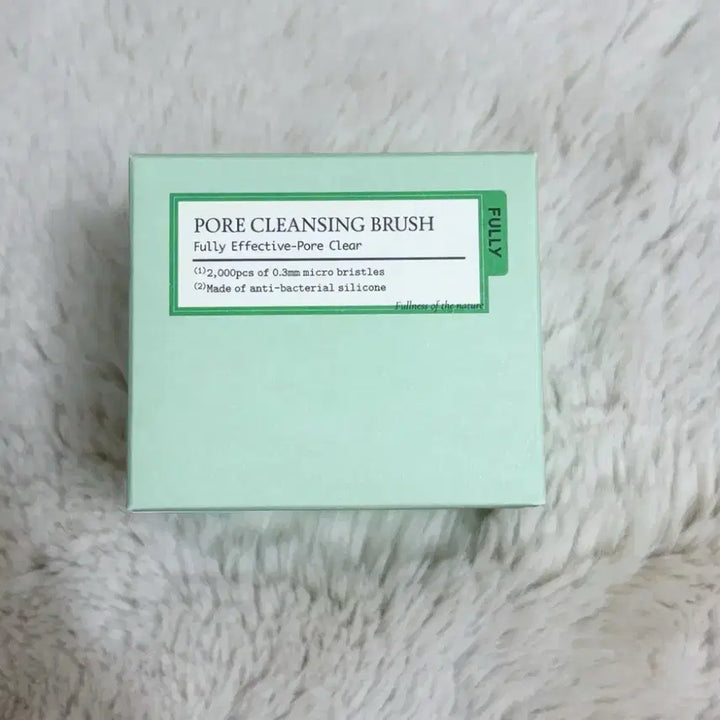 PORE CLEANSING BRUSH
Fully Effective-Pore Clear
(1)2,000pcs of 0.3mm micro bristles
(2)Made of anti-bacterial silicone
Fullness of the nature
FULLY